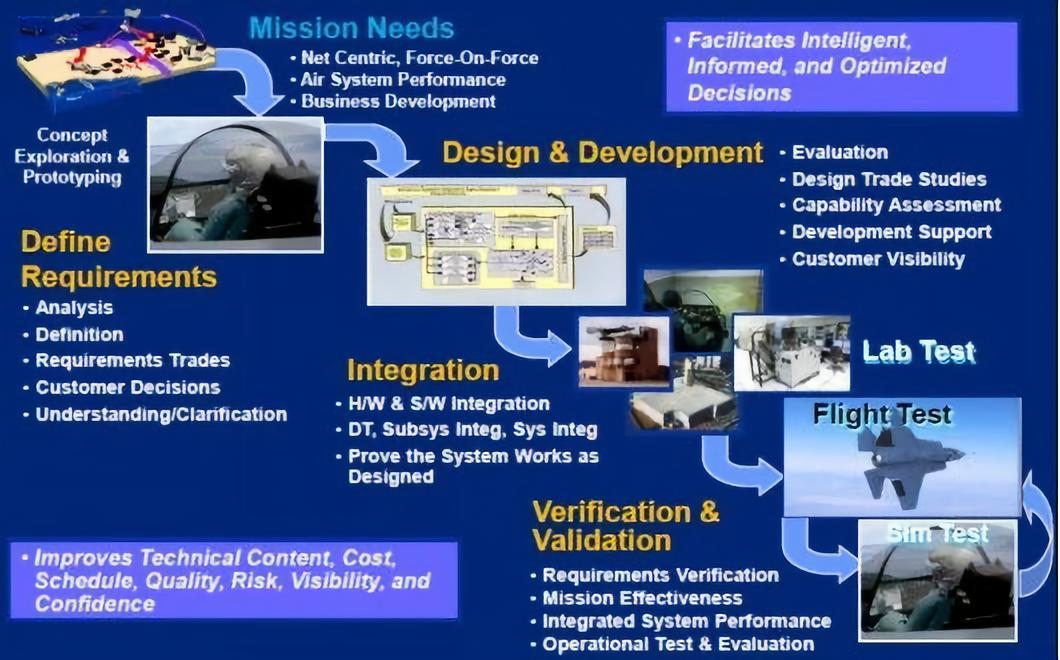 Mission Needs
• Net Centric, Force-On-Force
• Air System Performance
• Business Development
• Facilitates Intelligent,
Informed, and Optimized
Decisions
Concept
Exploration &
Prototyping
Design & Development
• Evaluation
• Design Trade Studies
• Capability Assessment
• Development Support
• Customer Visibility
Define
Requirements
• Analysis
• Definition
• Requirements Trades
• Customer Decisions
• Understanding/Clarification
Integration
• H/W & S/W Integration
• DT, Subsys Integ, Sys Integ
• Prove the System Works as
Designed
Lab Test
Flight Test
Sim Test
Verification &
Validation
• Requirements Verification
• Mission Effectiveness
• Integrated System Performance
• Operational Test & Evaluation
• Improves Technical Content, Cost,
Schedule, Quality, Risk, Visibility, and
Confidence